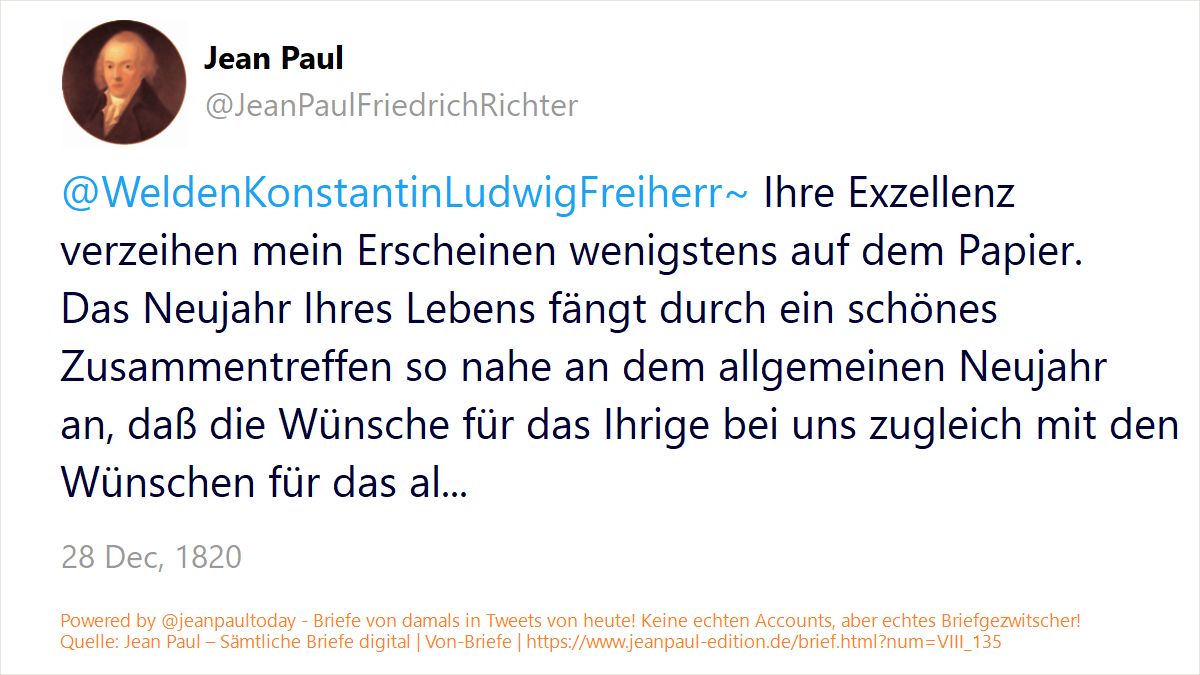 Jean Paul
@JeanPaulFriedrichRichter
@WeldenKonstantinLudwigFreiherr~ Ihre Exzellenz
verzeihen mein Erscheinen wenigstens auf dem Papier.
Das Neujahr Ihres Lebens fängt durch ein schönes
Zusammentreffen so nahe an dem allgemeinen Neujahr
an, daß die Wünsche für das Ihrige bei uns zugleich mit den
Wünschen für das al...
28 Dec, 1820
Powered by @jeanpaultoday - Briefe von damals in Tweets von heute! Keine echten Accounts, aber echtes Briefgezwitscher!
Quelle: Jean Paul – Sämtliche Briefe digital | Von-Briefe | https://www.jeanpaul-edition.de/brief.html?num=VIII_135